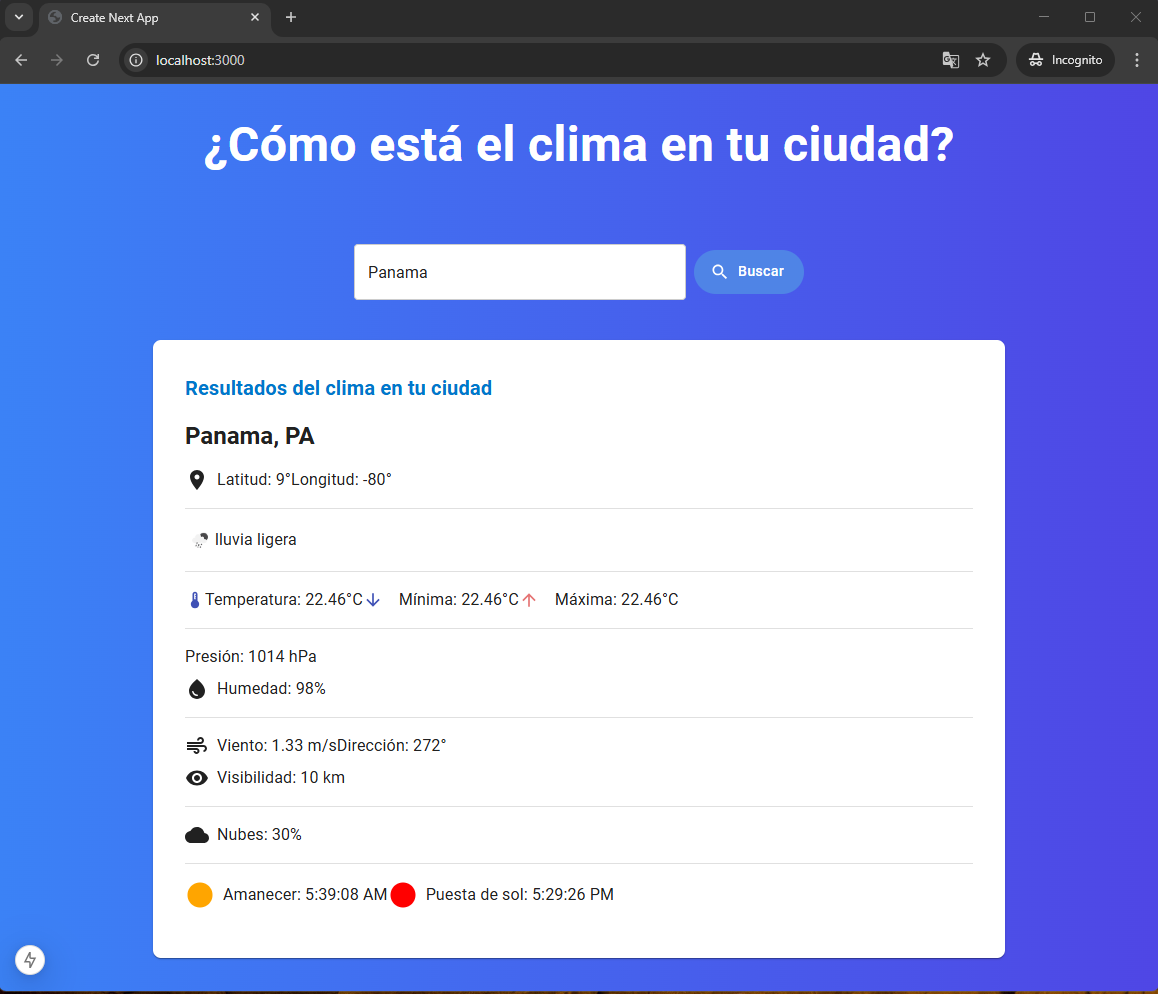 Create Next App
localhost:3000
Incognito
¿Cómo está el clima en tu ciudad?
Panama
Buscar
Resultados del clima en tu ciudad
Panama, PA
Latitud: 9°Longitud: -80°
lluvia ligera
Temperatura: 22.46°C Mínima: 22.46°C Máxima: 22.46°C
Presión: 1014 hPa
Humedad: 98%
Viento: 1.33 m/sDirección: 272°
Visibilidad: 10 km
Nubes: 30%
Amanecer: 5:39:08 AM Puesta de sol: 5:29:26 PM